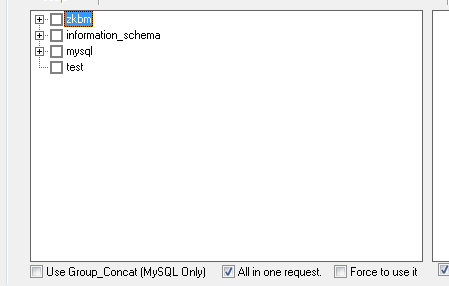 zkbm
information_schema
mysql
test
Use Group_Concat (MySQL Only) All in one request. Force to use it